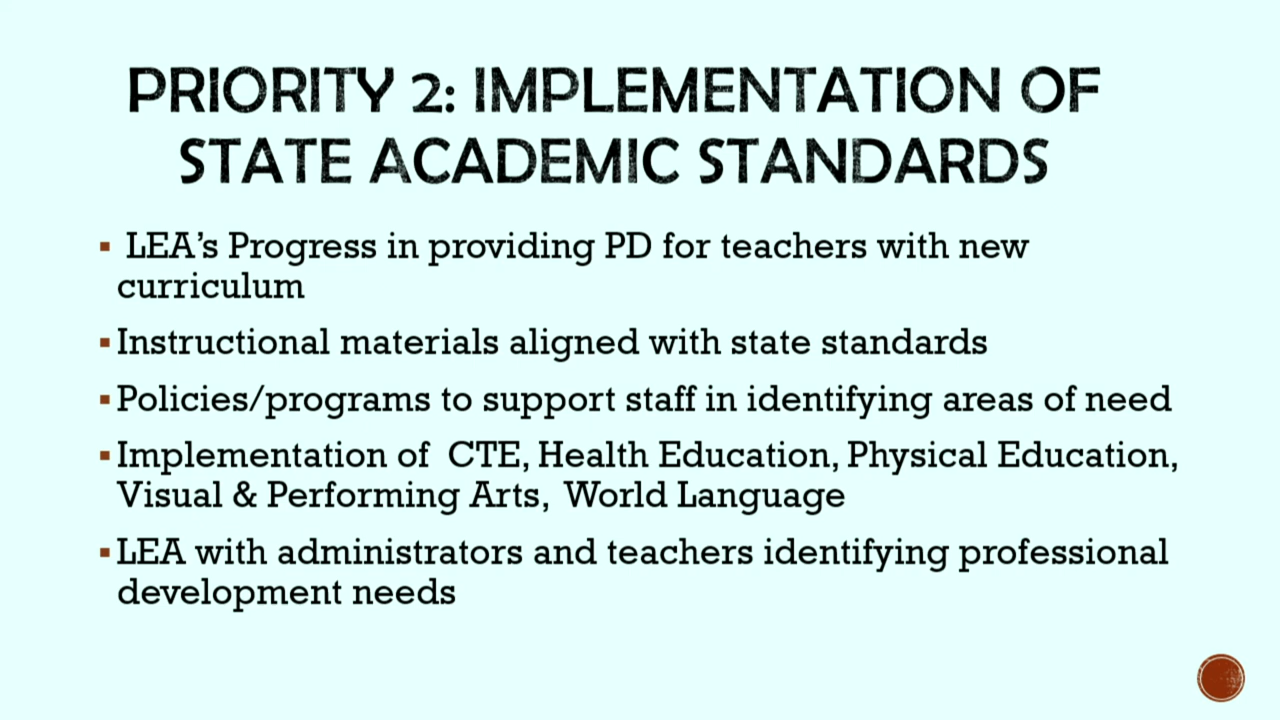 PRIORITY 2: IMPLEMENTATION OF
STATE ACADEMIC STANDARDS
▪ LEA’s Progress in providing PD for teachers with new
curriculum
▪ Instructional materials aligned with state standards
▪ Policies/programs to support staff in identifying areas of need
▪ Implementation of CTE, Health Education, Physical Education,
Visual & Performing Arts, World Language
▪ LEA with administrators and teachers identifying professional
development needs